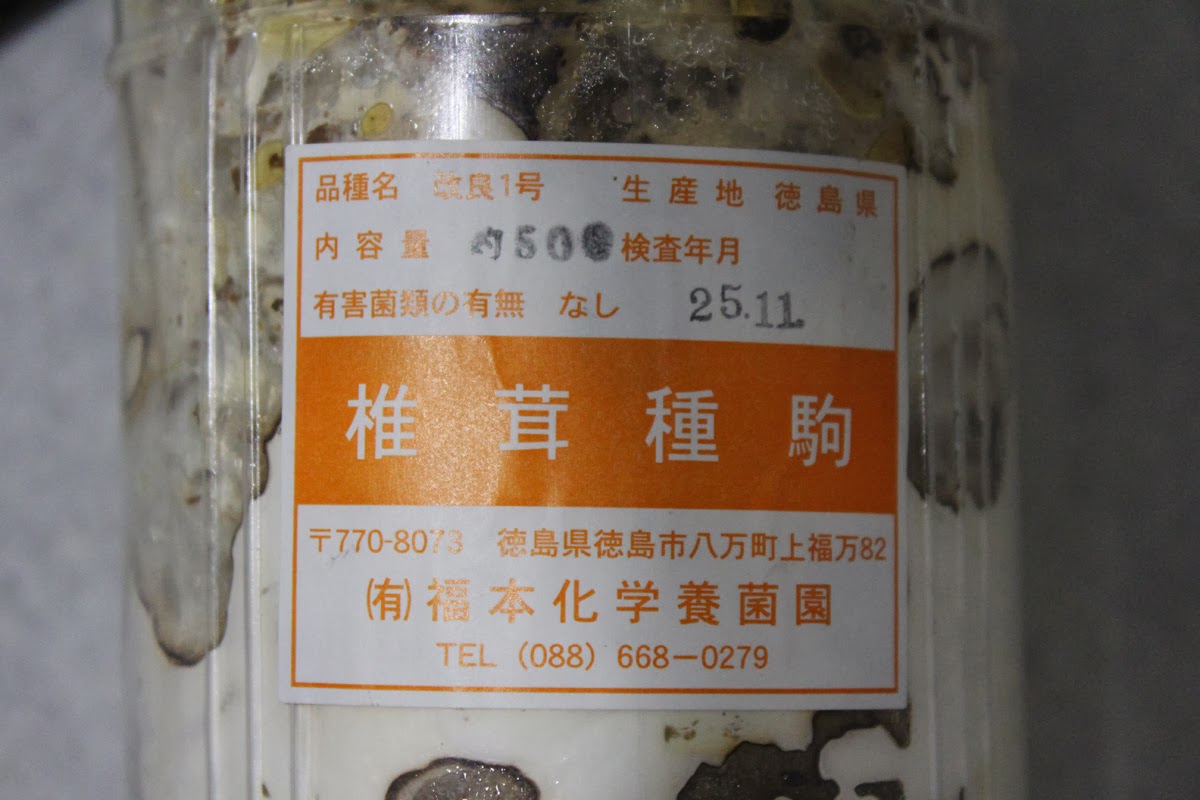 品種名 改良1号 生産地 徳島県
内容量 約500 検査年月
有害菌類の有無 なし 25.11.
椎茸種駒
〒770-8073 徳島県徳島市八万町上福万82
㈲福本化学養菌園
TEL (088) 668-0279